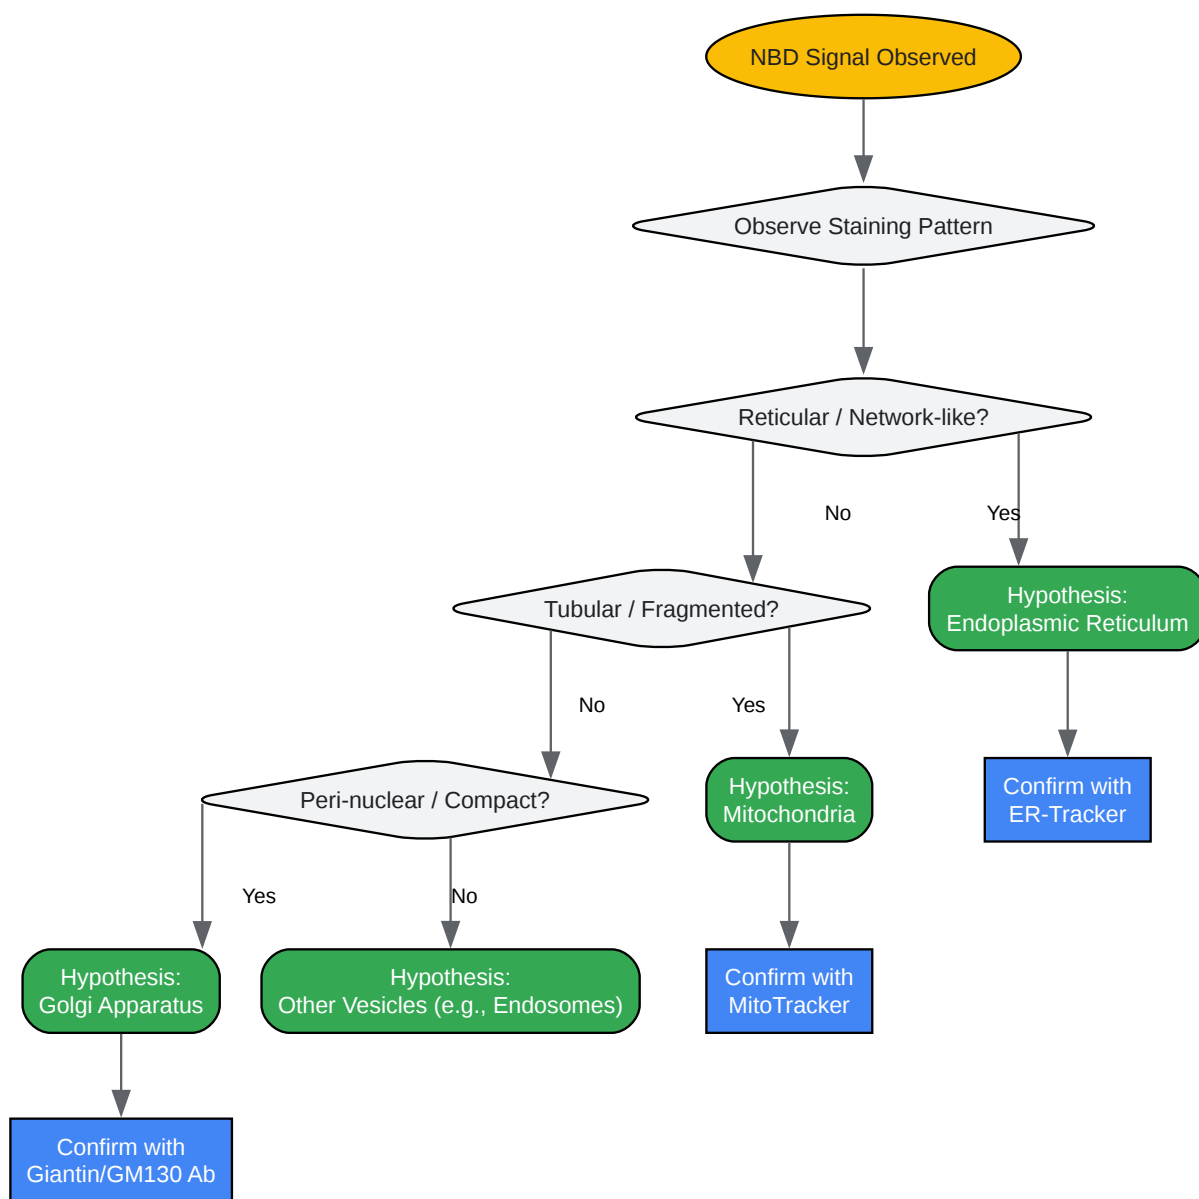 NBD Signal Observed
Observe Staining Pattern
Reticular / Network-like?
No
Yes
Tubular / Fragmented?
Hypothesis:
Endoplasmic Reticulum
No
Yes
Peri-nuclear / Compact?
Hypothesis:
Mitochondria
Confirm with
ER-Tracker
Yes
No
Hypothesis:
Golgi Apparatus
Hypothesis:
Other Vesicles (e.g., Endosomes)
Confirm with
MitoTracker
Confirm with
Giantin/GM130 Ab